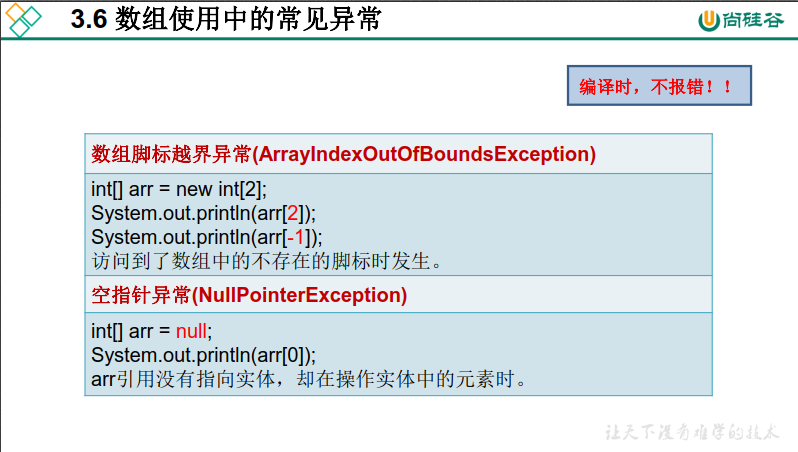 3.6 数组使用中的常见异常
尚硅谷
编译时，不报错！！
数组脚标越界异常(ArrayIndexOutOfBoundsException)
int[] arr = new int[2];
System.out.println(arr[2]);
System.out.println(arr[-1]);
访问到了数组中的不存在的脚标时发生。
空指针异常(NullPointerException)
int[] arr = null;
System.out.println(arr[0]);
arr引用没有指向实体，却在操作实体中的元素时。
让天下没有难学的技术